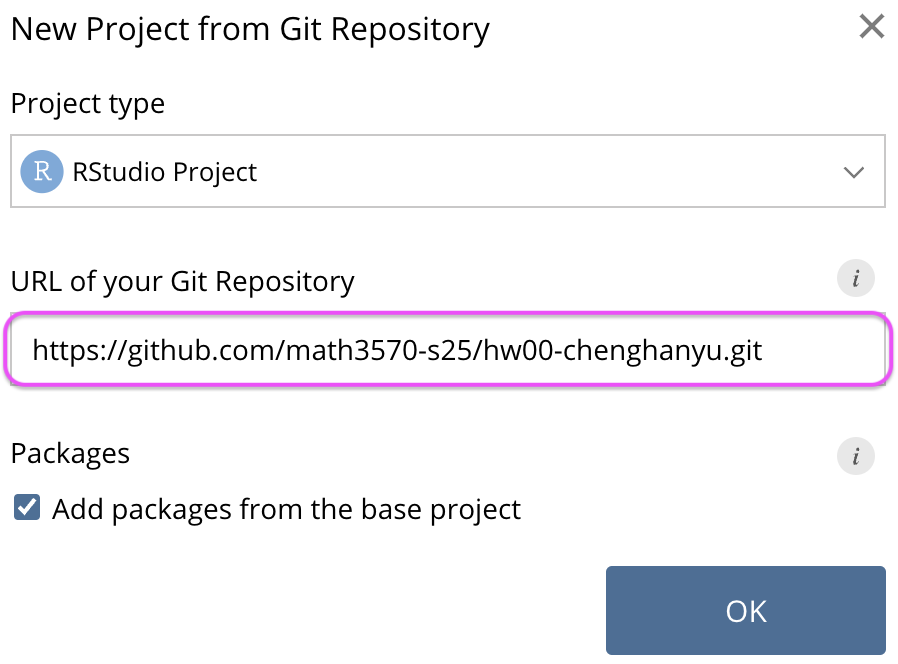 New Project from Git Repository
Project type
R RStudio Project
URL of your Git Repository
i
https://github.com/math3570-s25/hw00-chenghanyu.git
Packages
i
Add packages from the base project
OK